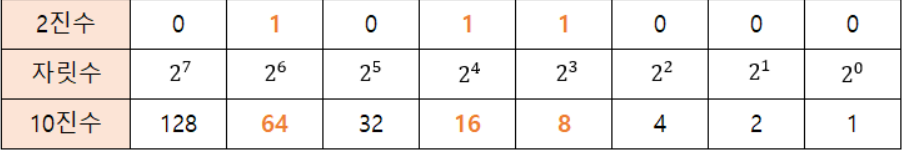 2진수 0 1 0 1 1 0 0 0
자릿수 2⁷ 2⁶ 2⁵ 2⁴ 2³ 2² 2¹ 2⁰
10진수 128 64 32 16 8 4 2 1